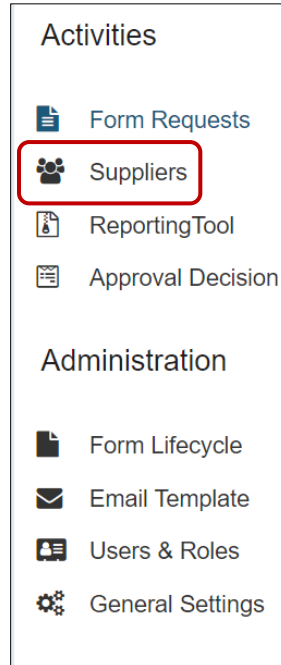 Activities
Form Requests
Suppliers
ReportingTool
Approval Decision
Administration
Form Lifecycle
Email Template
Users & Roles
General Settings